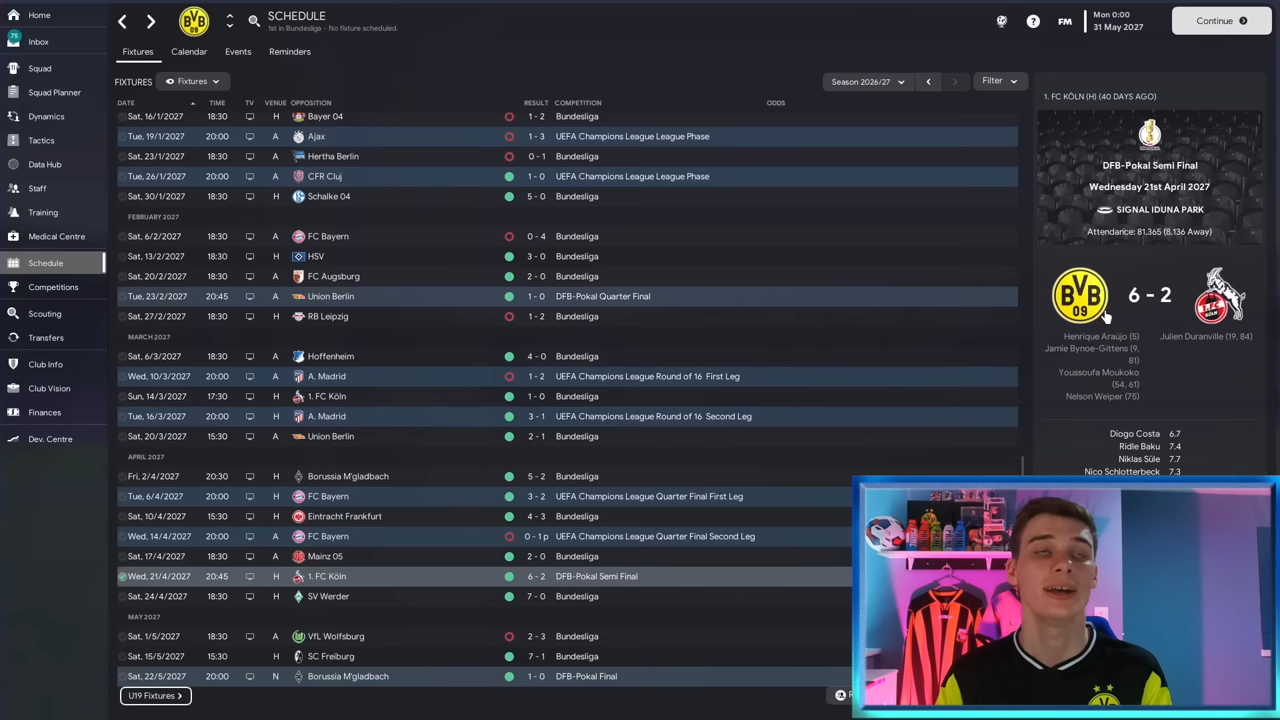 Home
75
Inbox
Squad
Squad Planner
Dynamics
Tactics
Data Hub
Staff
Training
Medical Centre
Schedule
Competitions
Scouting
Transfers
Club Info
Club Vision
Finances
Dev. Centre
BVB 09
SCHEDULE
1st in Bundesliga - No fixture scheduled.
? FM
Mon 0:00
31 May 2027
Continue
Fixtures Calendar Events Reminders
FIXTURES Fixtures Season 2026/27 Filter
DATE TIME TV VENUE OPPOSITION RESULT COMPETITION ODDS
Sat, 16/1/2027 18:30 H Bayer 04 1 - 2 Bundesliga
Tue, 19/1/2027 20:00 A Ajax 1 - 3 UEFA Champions League League Phase
Sat, 23/1/2027 18:30 A Hertha Berlin 0 - 1 Bundesliga
Tue, 26/1/2027 20:00 A CFR Cluj 1 - 0 UEFA Champions League League Phase
Sat, 30/1/2027 18:30 H Schalke 04 5 - 0 Bundesliga
FEBRUARY 2027
Sat, 6/2/2027 18:30 A FC Bayern 0 - 4 Bundesliga
Sat, 13/2/2027 18:30 H HSV 3 - 0 Bundesliga
Sat, 20/2/2027 18:30 A FC Augsburg 2 - 0 Bundesliga
Tue, 23/2/2027 20:45 A Union Berlin 1 - 0 DFB-Pokal Quarter Final
Sat, 27/2/2027 18:30 H RB Leipzig 1 - 2 Bundesliga
MARCH 2027
Sat, 6/3/2027 18:30 A Hoffenheim 4 - 0 Bundesliga
Wed, 10/3/2027 20:00 A A. Madrid 1 - 2 UEFA Champions League Round of 16 First Leg
Sun, 14/3/2027 17:30 H 1. FC Köln 1 - 0 Bundesliga
Tue, 16/3/2027 20:00 H A. Madrid 3 - 1 UEFA Champions League Round of 16 Second Leg
Sat, 20/3/2027 15:30 A Union Berlin 2 - 1 Bundesliga
APRIL 2027
Fri, 2/4/2027 20:30 A Borussia M'gladbach 5 - 2 Bundesliga
Tue, 6/4/2027 20:00 H FC Bayern 3 - 2 UEFA Champions League Quarter Final First Leg
Sat, 10/4/2027 15:30 H Eintracht Frankfurt 4 - 3 Bundesliga
Wed, 14/4/2027 20:00 A FC Bayern 0 - 1 p UEFA Champions League Quarter Final Second Leg
Sat, 17/4/2027 18:30 A Mainz 05 2 - 0 Bundesliga
Wed, 21/4/2027 20:45 H 1. FC Köln 6 - 2 DFB-Pokal Semi Final
Sat, 24/4/2027 18:30 H SV Werder 7 - 0 Bundesliga
MAY 2027
Sat, 1/5/2027 18:30 A VfL Wolfsburg 2 - 3 Bundesliga
Sat, 15/5/2027 15:30 H SC Freiburg 7 - 1 Bundesliga
Sat, 22/5/2027 20:00 N Borussia M'gladbach 1 - 0 DFB-Pokal Final
U19 Fixtures
1. FC KÖLN (H) (40 DAYS AGO)
DFB-Pokal Semi Final
Wednesday 21st April 2027
SIGNAL IDUNA PARK
Attendance: 81,365 (8,136 Away)
BVB 09 6 - 2 1.FC KÖLN
Henrique Araújo (5) Julien Duranville (19, 84)
Jamie Bynoe-Gittens (9,
81)
Youssoufa Moukoko
(54, 61)
Nelson Weiper (75)
Diogo Costa 6.7
Rıdle Baku 7.4
Niklas Süle 7.7
Nico Schlotterbeck 7.3